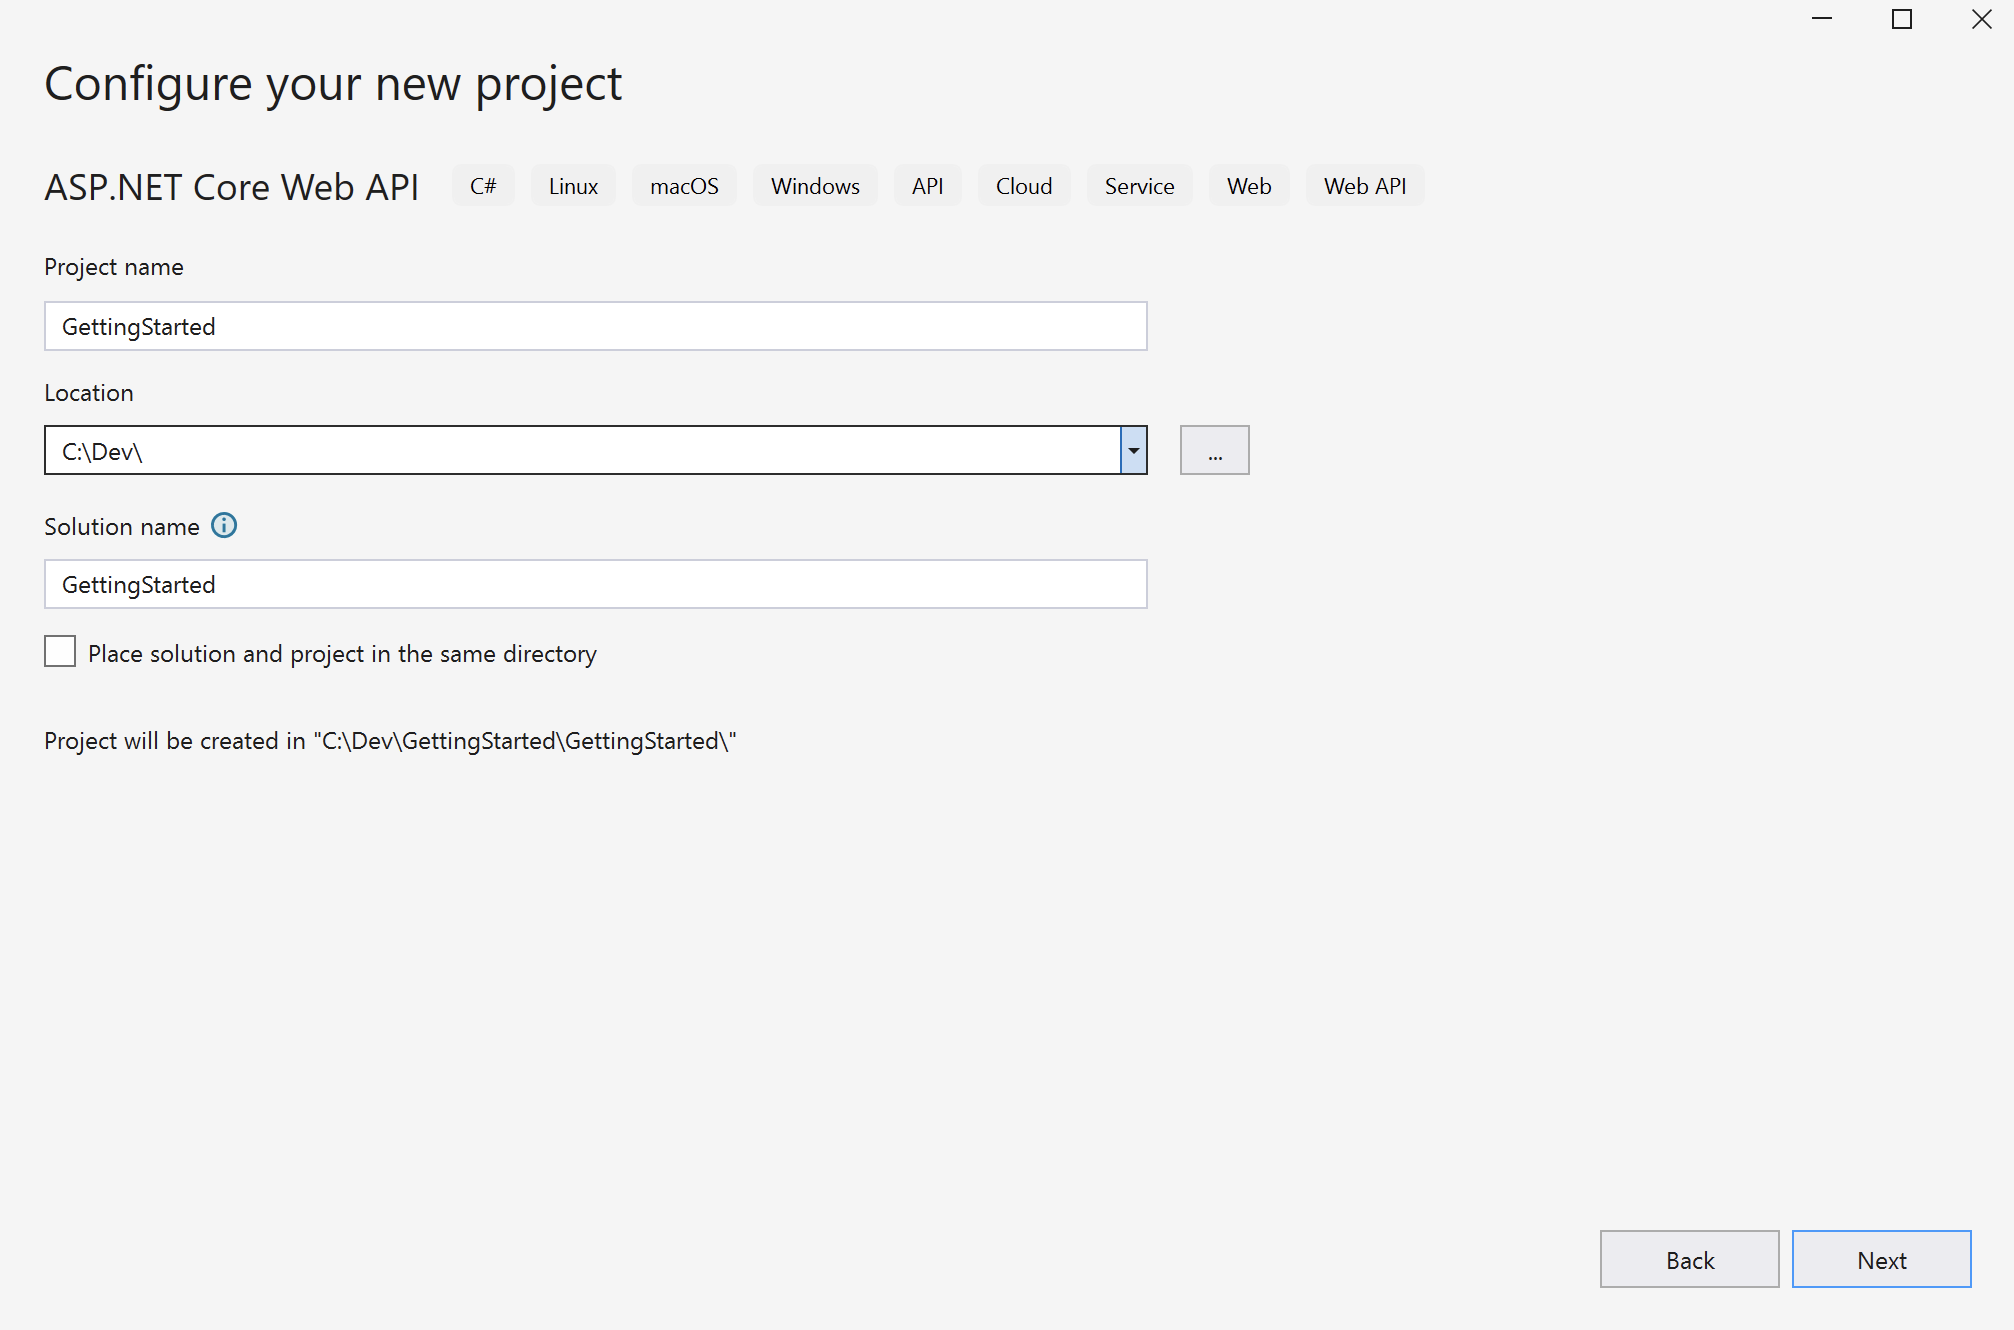 Configure your new project
ASP.NET Core Web API C# Linux macOS Windows API Cloud Service Web Web API
Project name
GettingStarted
Location
C:\Dev\
...
Solution name
GettingStarted
Place solution and project in the same directory
Project will be created in "C:\Dev\GettingStarted\GettingStarted\"
Back Next